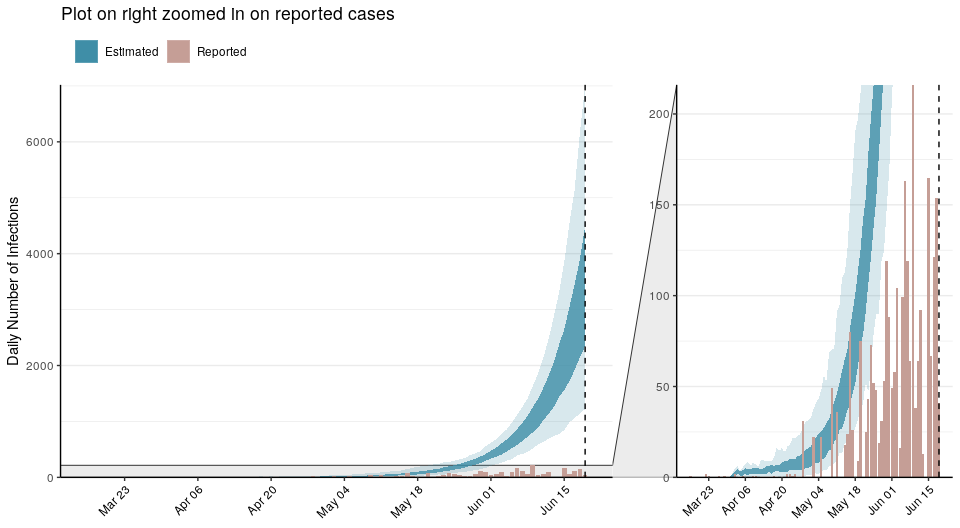 Plot on right zoomed in on reported cases
Estimated Reported
Daily Number of Infections
6000
4000
2000
0
Mar 23 Apr 06 Apr 20 May 04 May 18 Jun 01 Jun 15
200
150
100
50
0
Mar 23 Apr 06 Apr 20 May 04 May 18 Jun 01 Jun 15